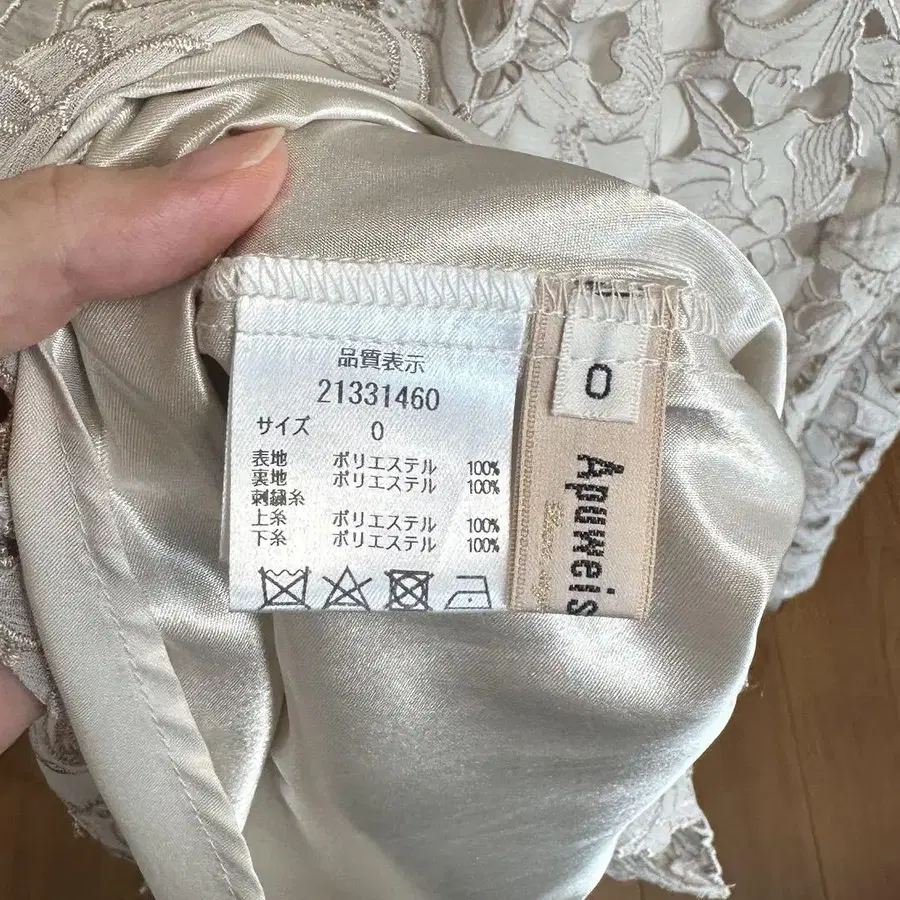 品質表示
21331460
サイズ 0
表地 ポリエステル 100%
裏地 ポリエステル 100%
刺繍糸
上糸 ポリエステル 100%
下糸 ポリエステル 100%
0
Apuweis